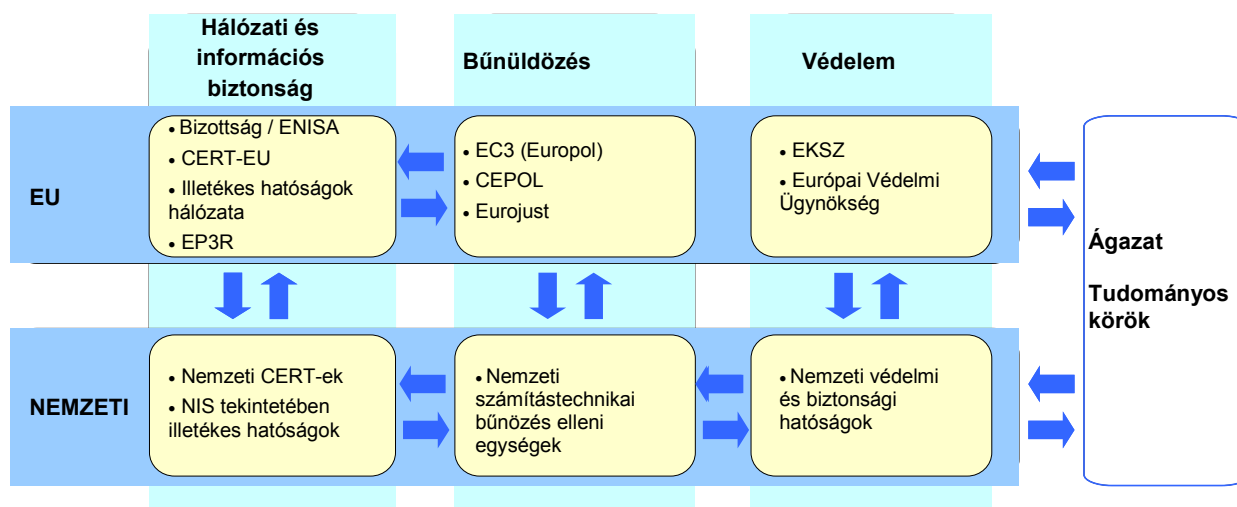 Hálózati és
információs
biztonság
Bűnüldözés
Védelem
EU
• Bizottság / ENISA
• CERT-EU
• Illetékes hatóságok
hálózata
• EP3R
• EC3 (Europol)
• CEPOL
• Eurojust
• EKSZ
• Európai Védelmi
Ügynökség
NEMZETI
• Nemzeti CERT-ek
• NIS tekintetében
illetékes hatóságok
• Nemzeti
számítástechnikai
bűnözés elleni
egységek
• Nemzeti védelmi
és biztonsági
hatóságok
Ágazat
Tudományos
körök